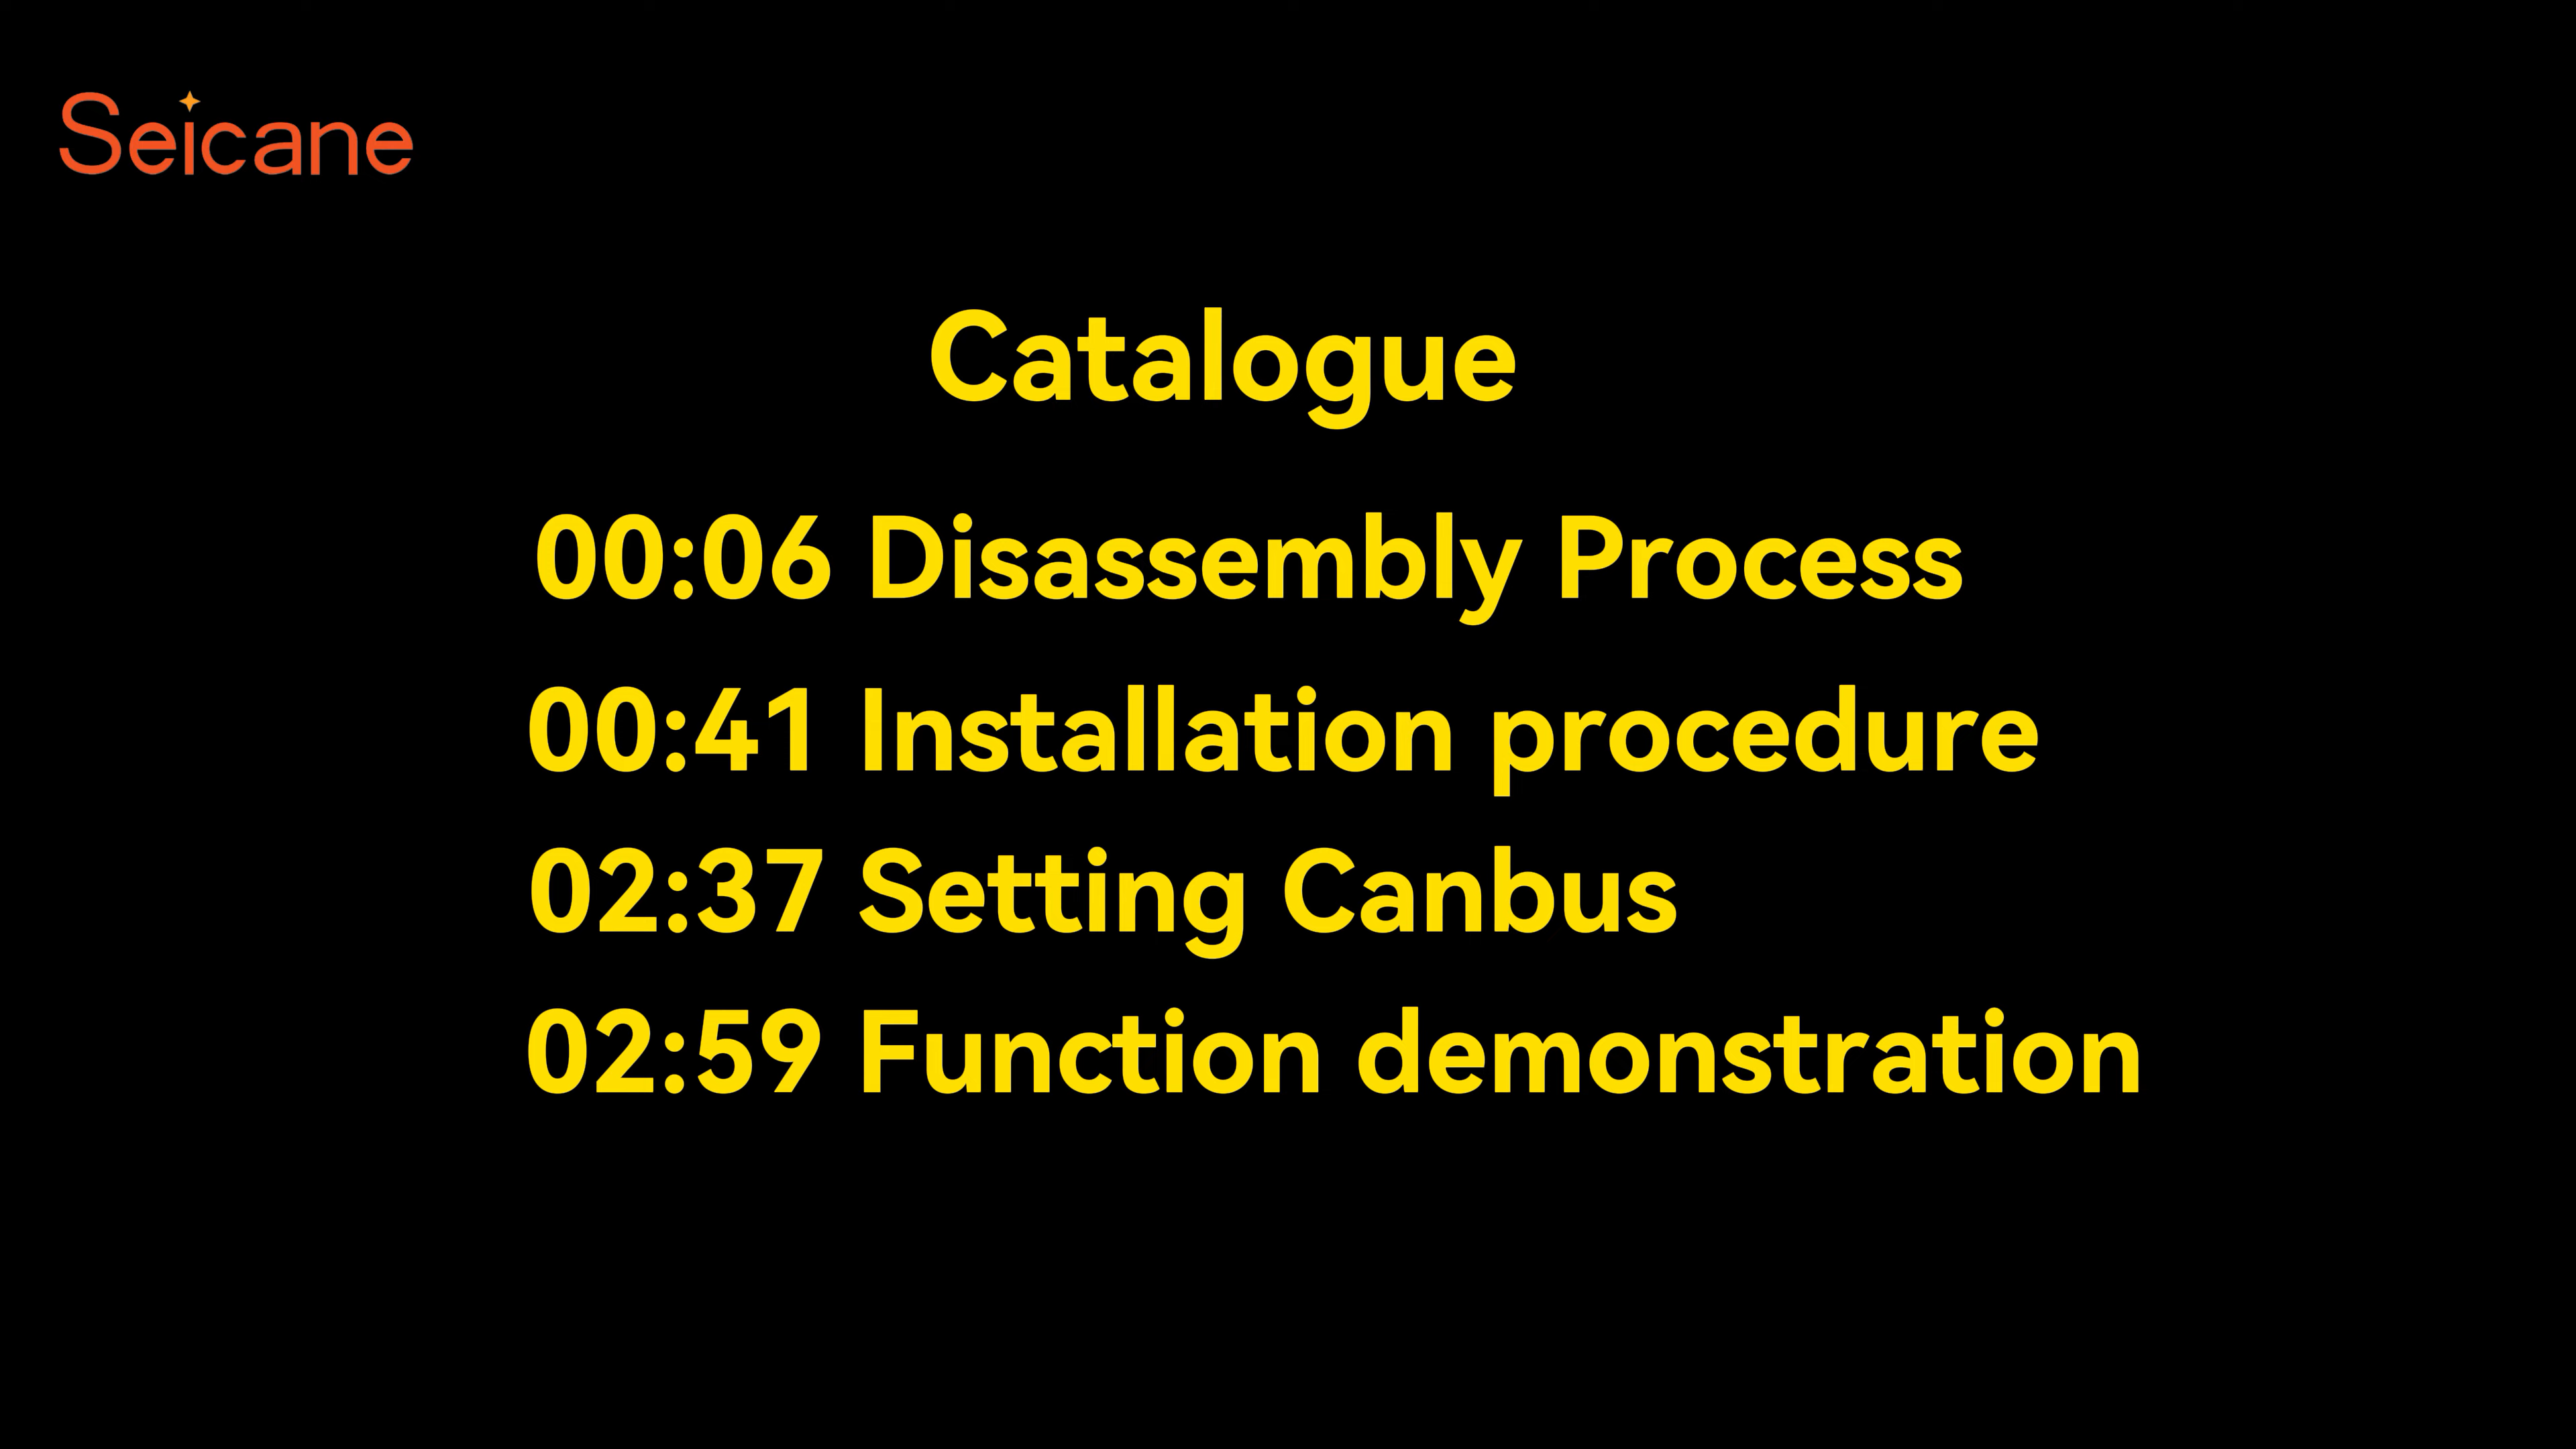 Seicane
Catalogue
00:06 Disassembly Process
00:41 Installation procedure
02:37 Setting Canbus
02:59 Function demonstration